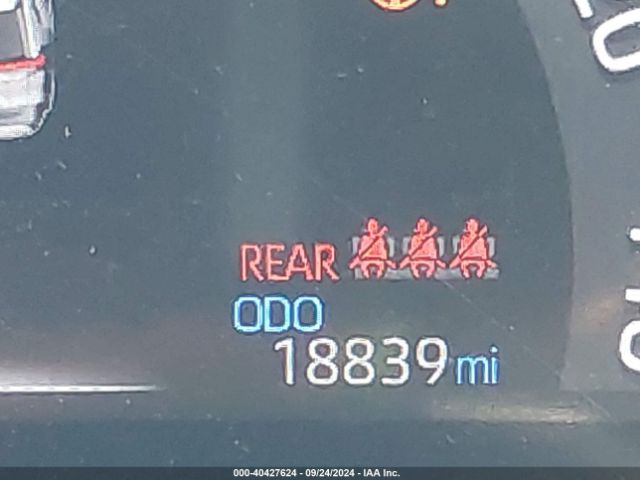 REAR
ODO
18839 mi
000-40427624 - 09/24/2024 - IAA Inc.